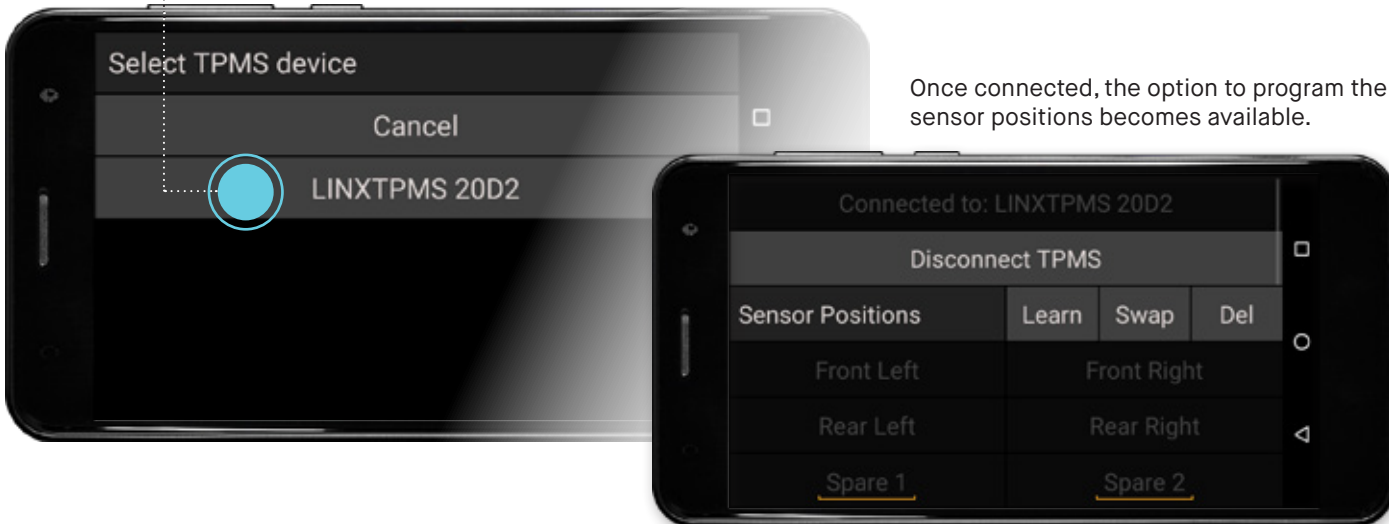 Select TPMS device
Cancel
LINXTPMS 20D2
Once connected, the option to program the
sensor positions becomes available.
Connected to: LINXTPMS 20D2
Disconnect TPMS
Sensor Positions Learn Swap Del
Front Left Front Right
Rear Left Rear Right
Spare 1 Spare 2